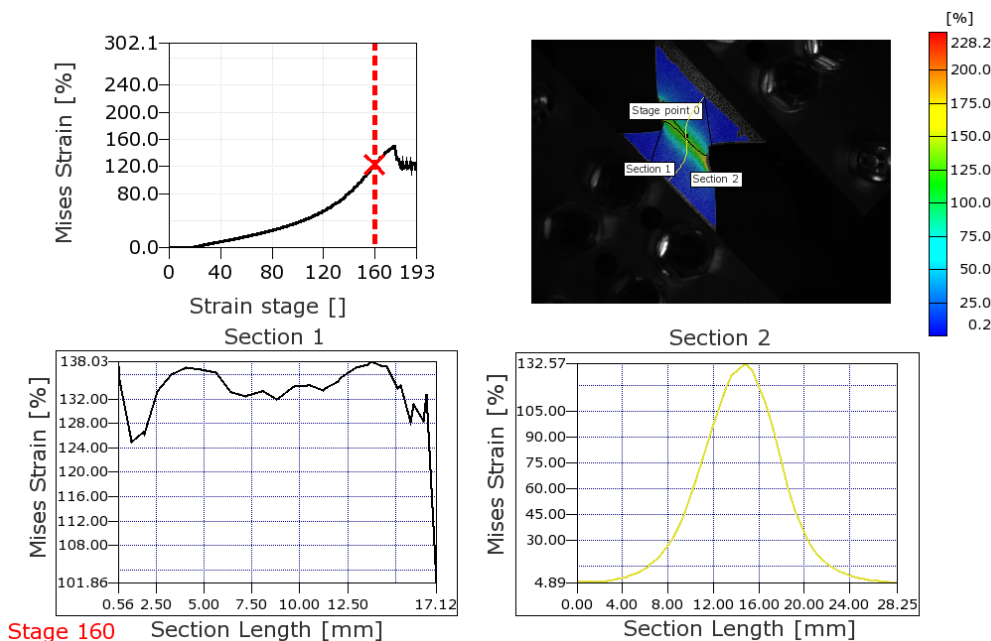 302.1
240.0
200.0
160.0
120.0
80.0
0.0
Mises Strain [%]
0 40 80 120 160 193
Strain stage []
[%]
228.2
200.0
175.0
150.0
125.0
100.0
75.0
50.0
25.0
0.2
Stage point 0
Section 1
Section 2
Section 1
138.03
132.00
128.00
124.00
120.00
116.00
112.00
108.00
101.86
Mises Strain [%]
0.56 2.50 5.00 7.50 10.00 12.50 17.12
Section Length [mm]
Section 2
132.57
105.00
90.00
75.00
60.00
45.00
30.00
4.89
Mises Strain [%]
0.00 4.00 8.00 12.00 16.00 20.00 24.00 28.25
Section Length [mm]
Stage 160